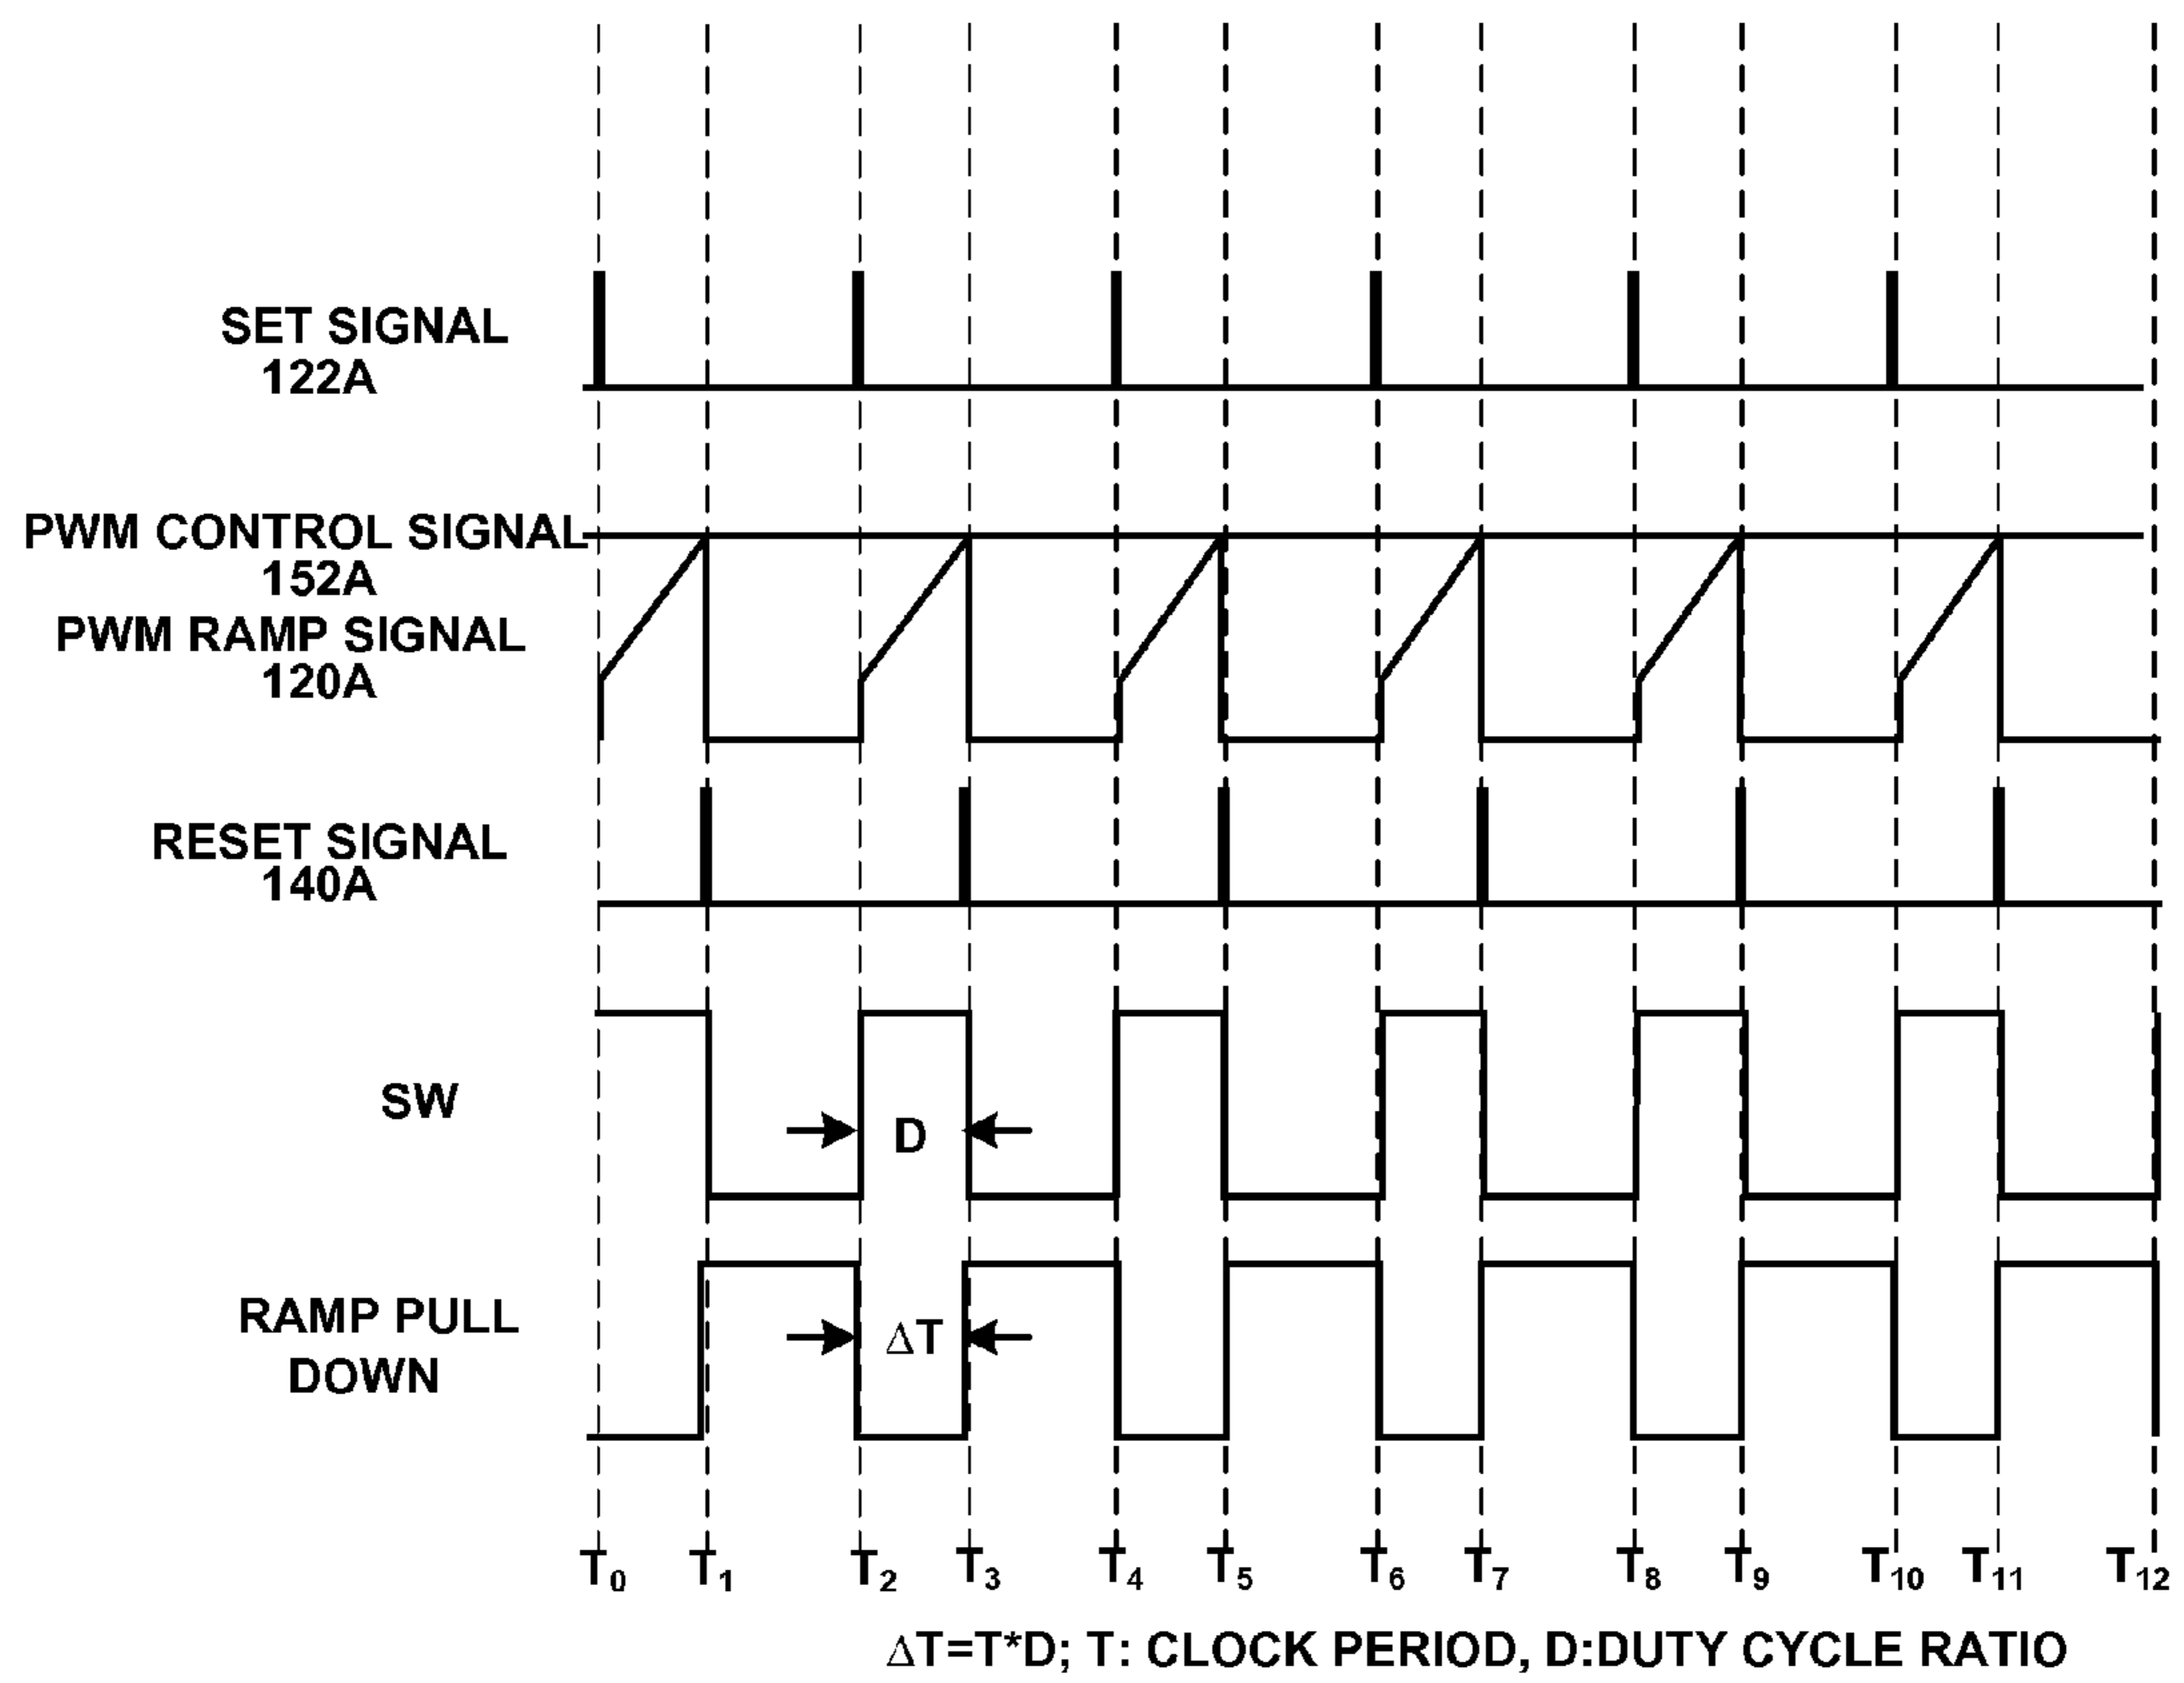 SET SIGNAL
122A
PWM CONTROL SIGNAL
152A
PWM RAMP SIGNAL
120A
RESET SIGNAL
140A
SW
D
RAMP PULL
DOWN
ΔT
T0 T1 T2 T3 T4 T5 T6 T7 T8 T9 T10 T11 T12
ΔT=T*D; T: CLOCK PERIOD, D:DUTY CYCLE RATIO